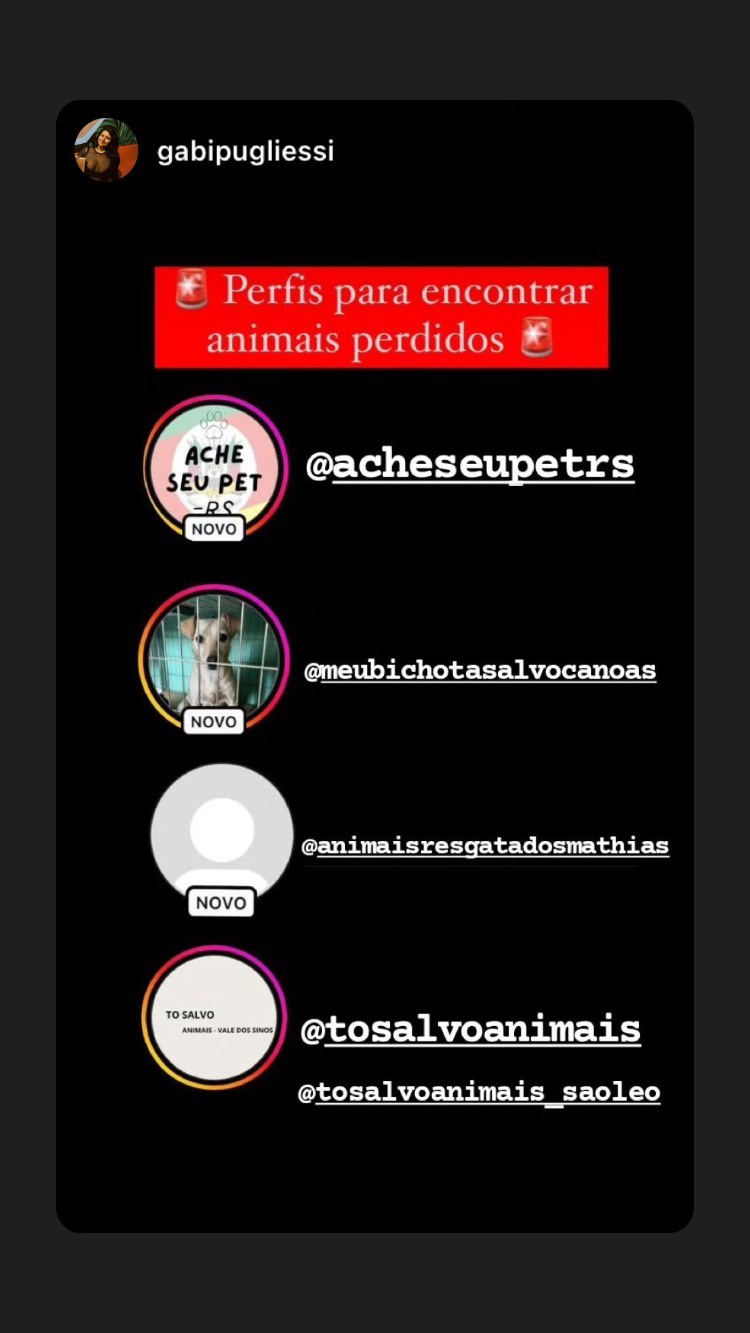 gabipugliessi
🚨 Perfis para encontrar
animais perdidos 🚨
ACHE
SEU PET
-RS
NOVO
@acheseupetrs
NOVO
@meubichotasalvocanoas
NOVO
@animaisresgatadosmathias
TO SALVO
ANIMAIS - VALE DOS SINOS
@tosalvoanimais
@tosalvoanimais_saoleo